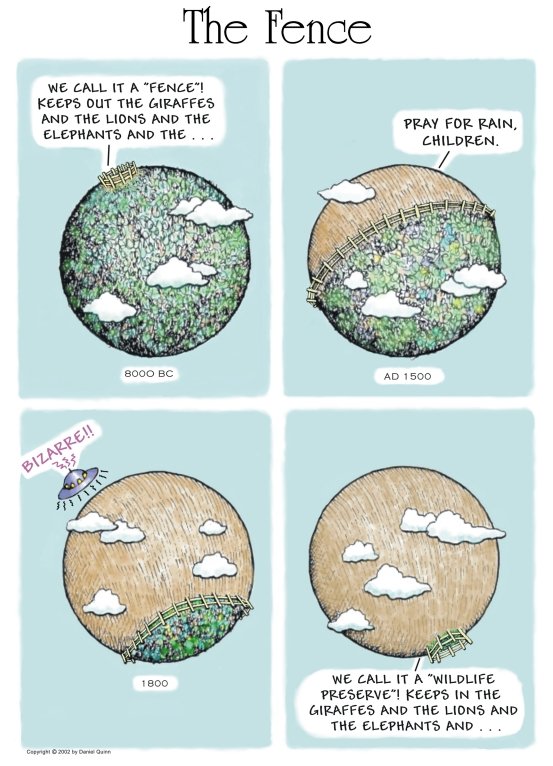 The Fence
WE CALL IT A "FENCE"!
KEEPS OUT THE GIRAFFES
AND THE LIONS AND THE
ELEPHANTS AND THE . . .
8000 BC
PRAY FOR RAIN,
CHILDREN.
AD 1500
BIZARRE!!
1800
WE CALL IT A "WILDLIFE
PRESERVE"! KEEPS IN THE
GIRAFFES AND THE LIONS AND
THE ELEPHANTS AND . . .
Copyright © 2002 by Daniel Quinn